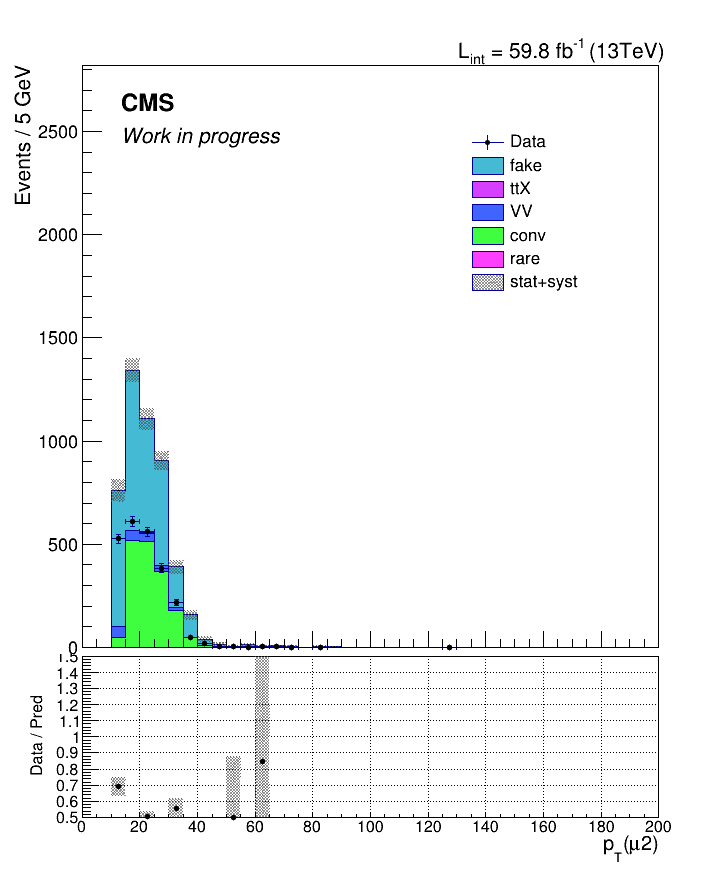 L_int = 59.8 fb⁻¹ (13TeV)
Events / 5 GeV
CMS
Work in progress
Data
fake
ttX
VV
conv
rare
stat+syst
2500
2000
1500
1000
500
0
Data / Pred
1.5
1.4
1.3
1.2
1.1
1
0.9
0.8
0.7
0.6
0.5
0 20 40 60 80 100 120 140 160 180 200
p_T(μ2)